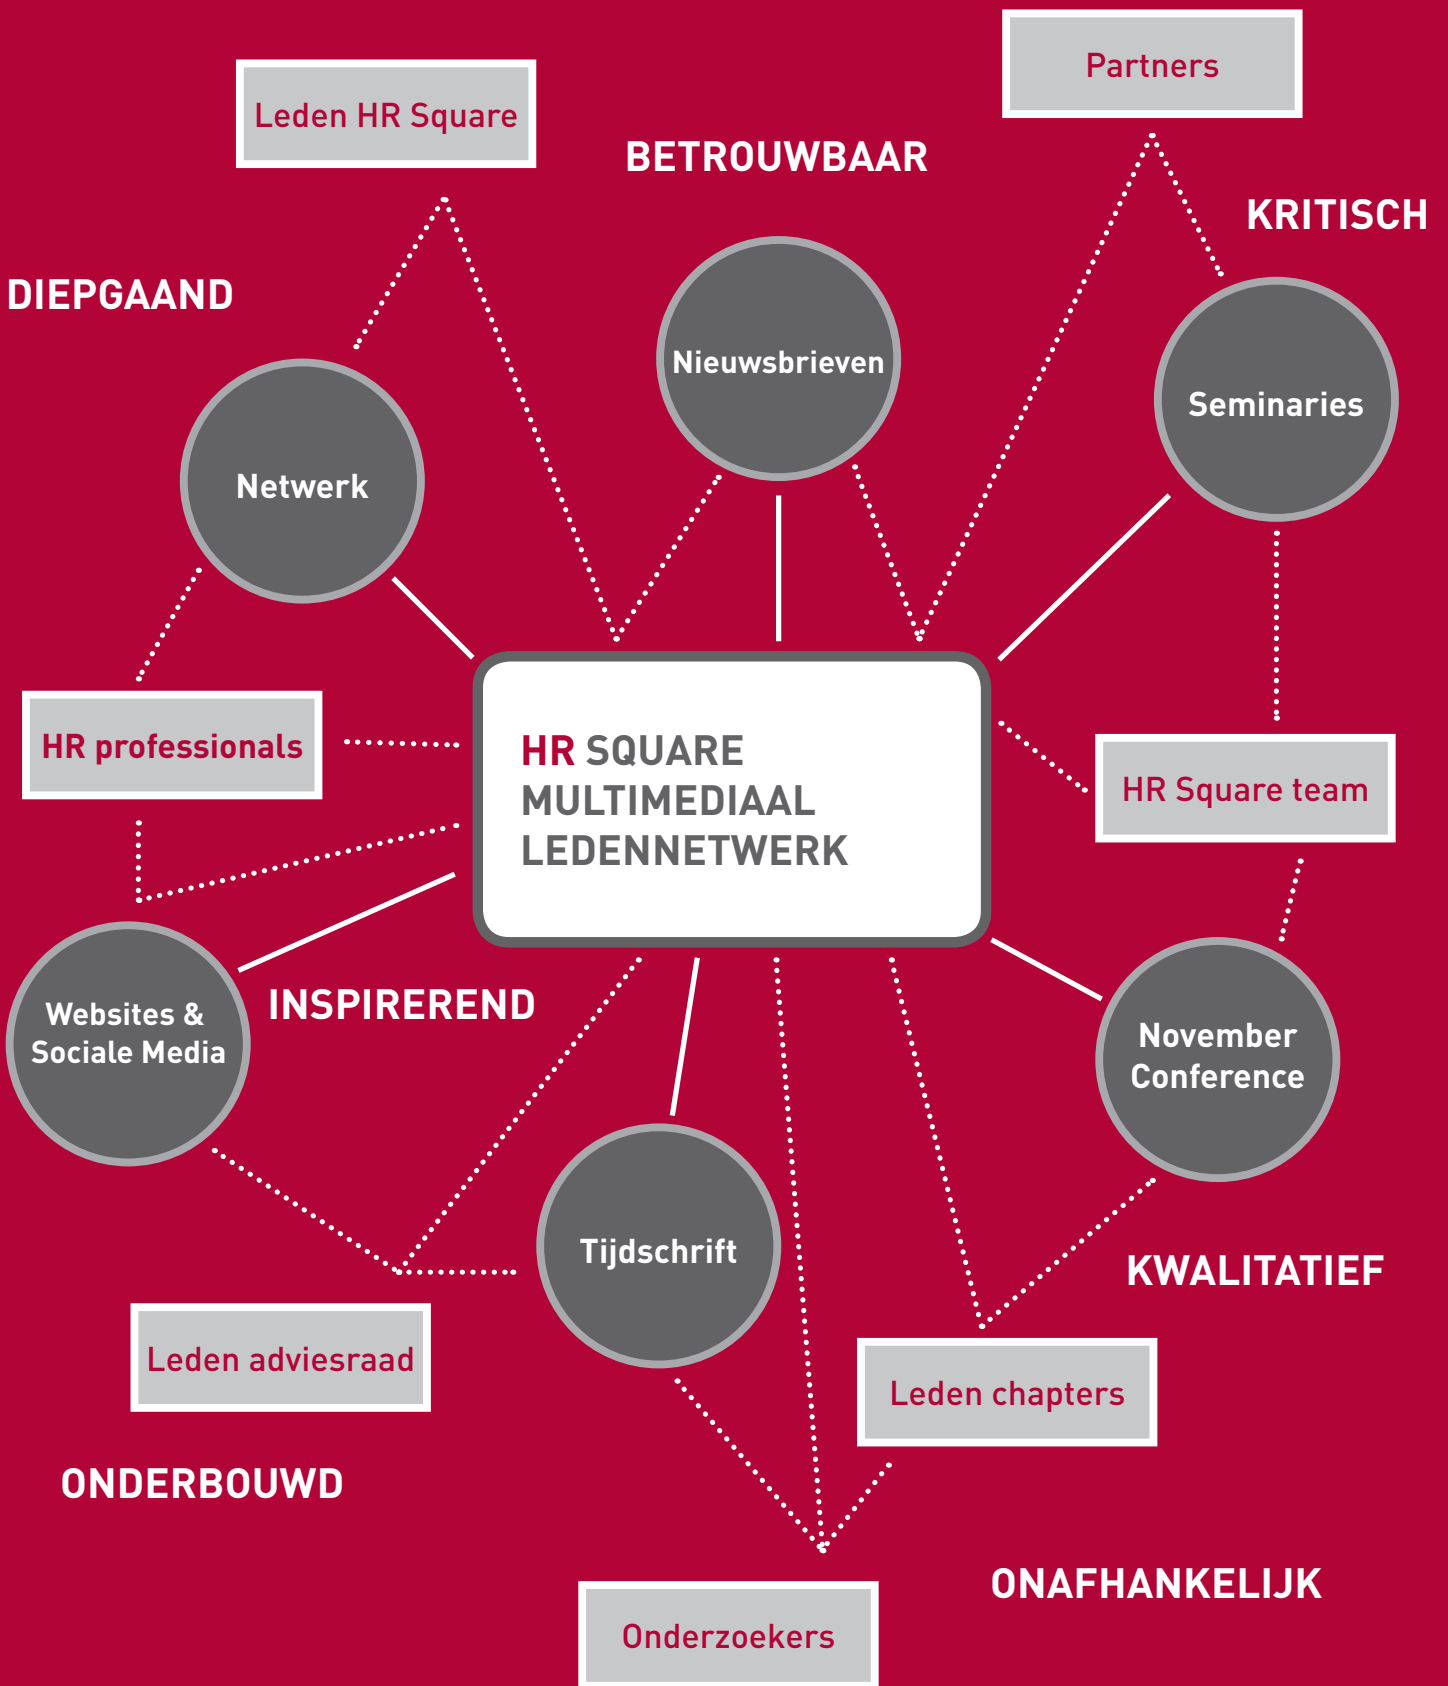 Partners
Leden HR Square
BETROUWBAAR
KRITISCH
DIEPGAAND
Nieuwsbrieven
Seminaries
Netwerk
HR professionals
HR SQUARE
MULTIMEDIAAL
LEDENNETWERK
HR Square team
Websites &
Sociale Media
INSPIREREND
November
Conference
Tijdschrift
KWALITATIEF
Leden adviesraad
Leden chapters
ONDERBOUWD
ONAFHANKELIJK
Onderzoekers